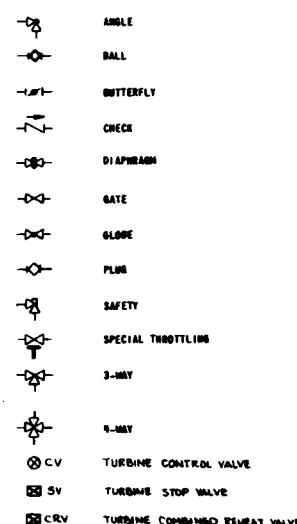 ANGLE
BALL
BUTTERFLY
CHECK
DIAPHRAGM
GATE
GLOBE
PLUG
SAFETY
SPECIAL THROTTLING
3-WAY
4-WAY
CV TURBINE CONTROL VALVE
SV TURBINE STOP VALVE
CRV TURBINE COMBINED REHEAT VALVE